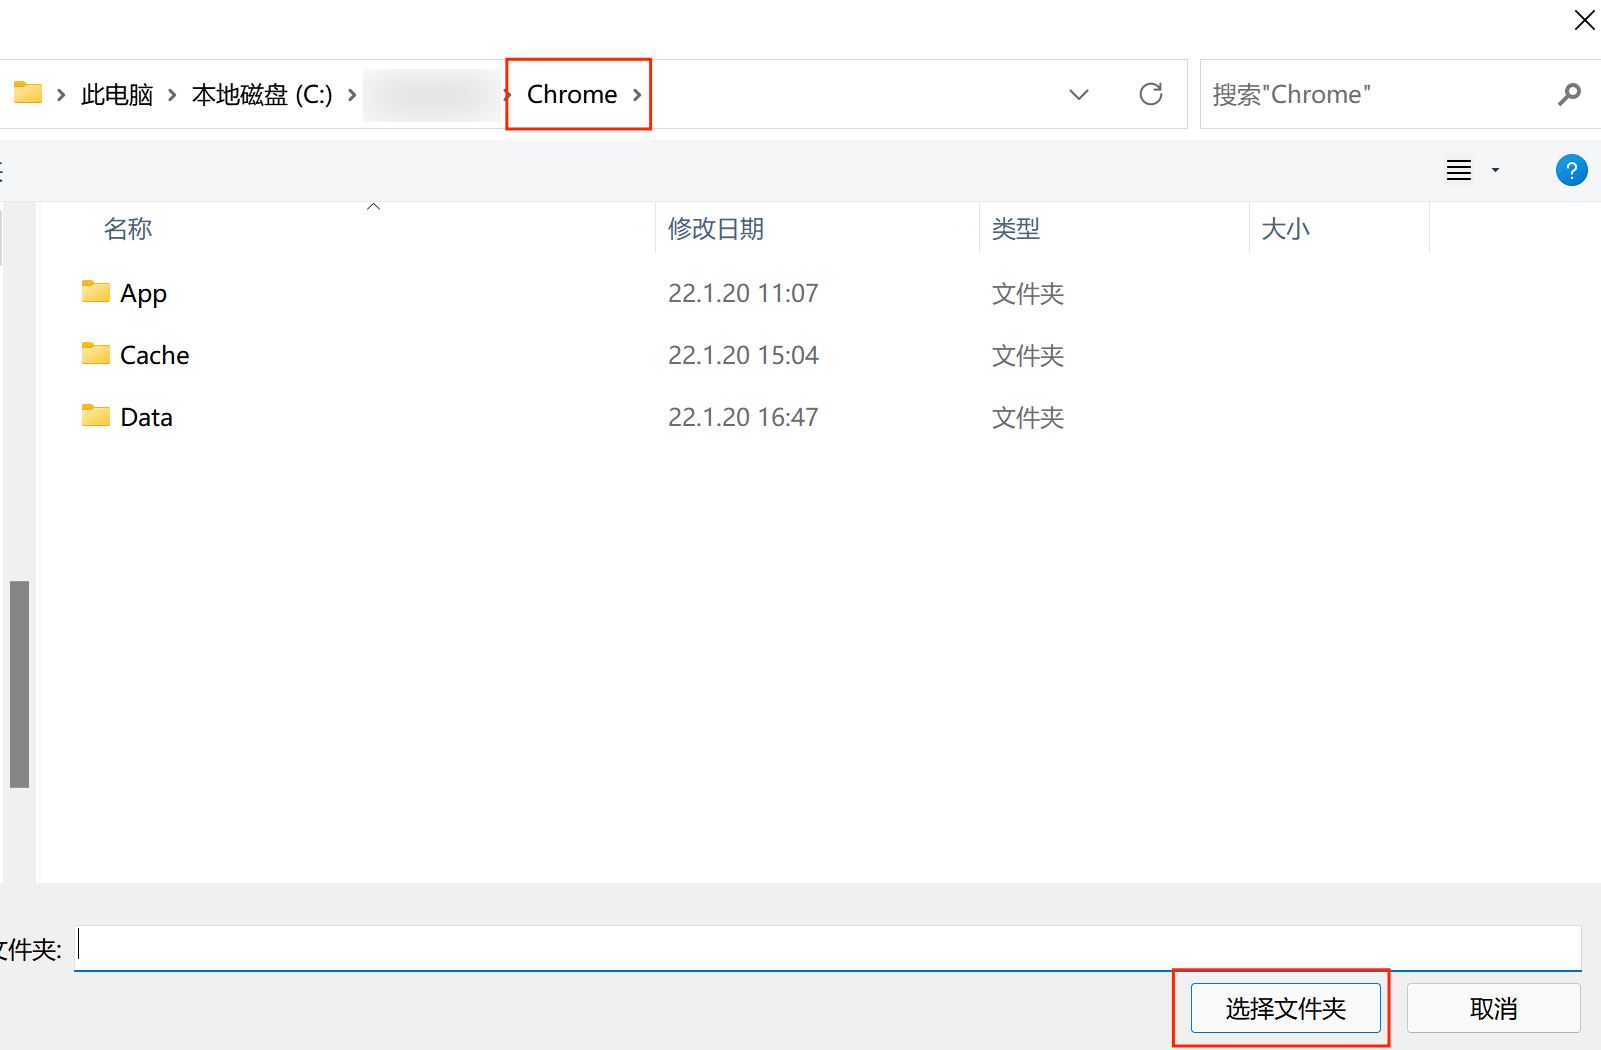 此电脑 本地磁盘 (C:) Chrome 搜索"Chrome"
?
名称 修改日期 类型 大小
App 22.1.20 11:07 文件夹
Cache 22.1.20 15:04 文件夹
Data 22.1.20 16:47 文件夹
文件夹:
选择文件夹 取消